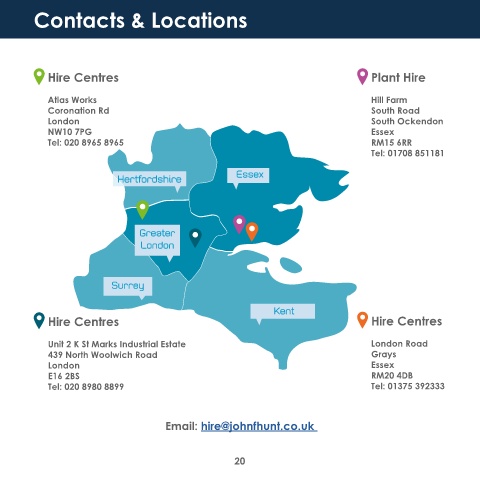 Contacts & Locations
Hire Centres
Atlas Works
Coronation Rd
London
NW10 7PG
Tel: 020 8965 8965
Plant Hire
Hill Farm
South Road
South Ockendon
Essex
RM15 6RR
Tel: 01708 851181
Hertfordshire
Essex
Greater
London
Surrey
Kent
Hire Centres
Unit 2 K St Marks Industrial Estate
439 North Woolwich Road
London
E16 2BS
Tel: 020 8980 8899
Hire Centres
London Road
Grays
Essex
RM20 4DB
Tel: 01375 392333
Email: hire@johnfhunt.co.uk
20